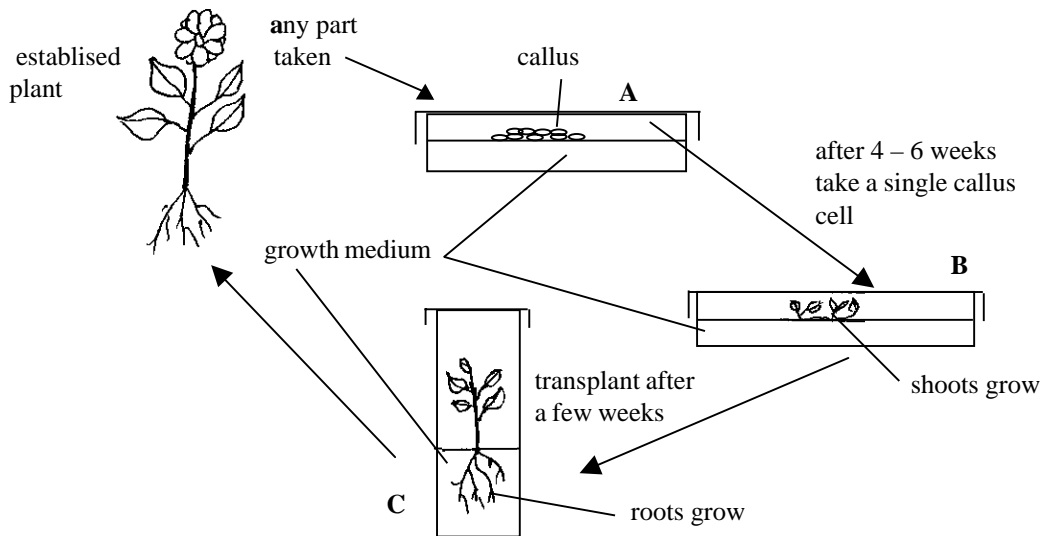 establised
plant
any part
taken
callus
A
after 4 – 6 weeks
take a single callus
cell
growth medium
B
shoots grow
transplant after
a few weeks
C
roots grow